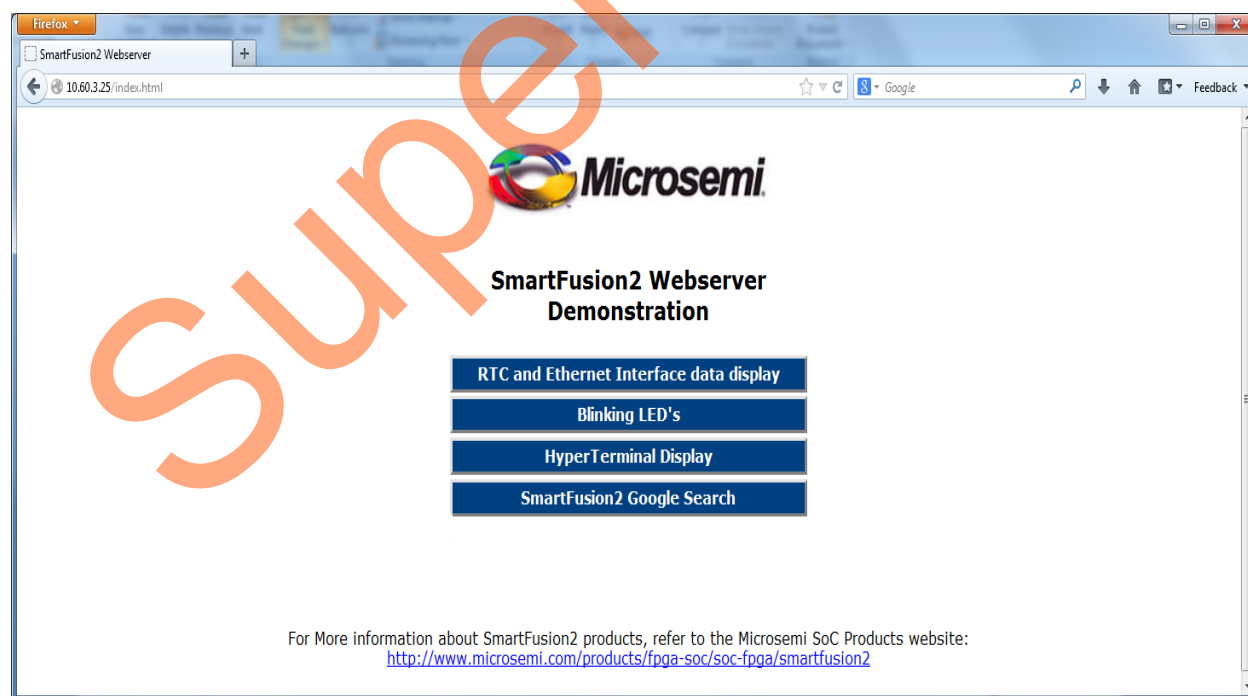 Firefox
SmartFusion2 Webserver
+
10.60.3.25/index.html
8
Google
Feedback
Microsemi
SmartFusion2 Webserver
Demonstration
RTC and Ethernet Interface data display
Blinking LED's
HyperTerminal Display
SmartFusion2 Google Search
For More information about SmartFusion2 products, refer to the Microsemi SoC Products website:
http://www.microsemi.com/products/fpga-soc/soc-fpga/smartfusion2